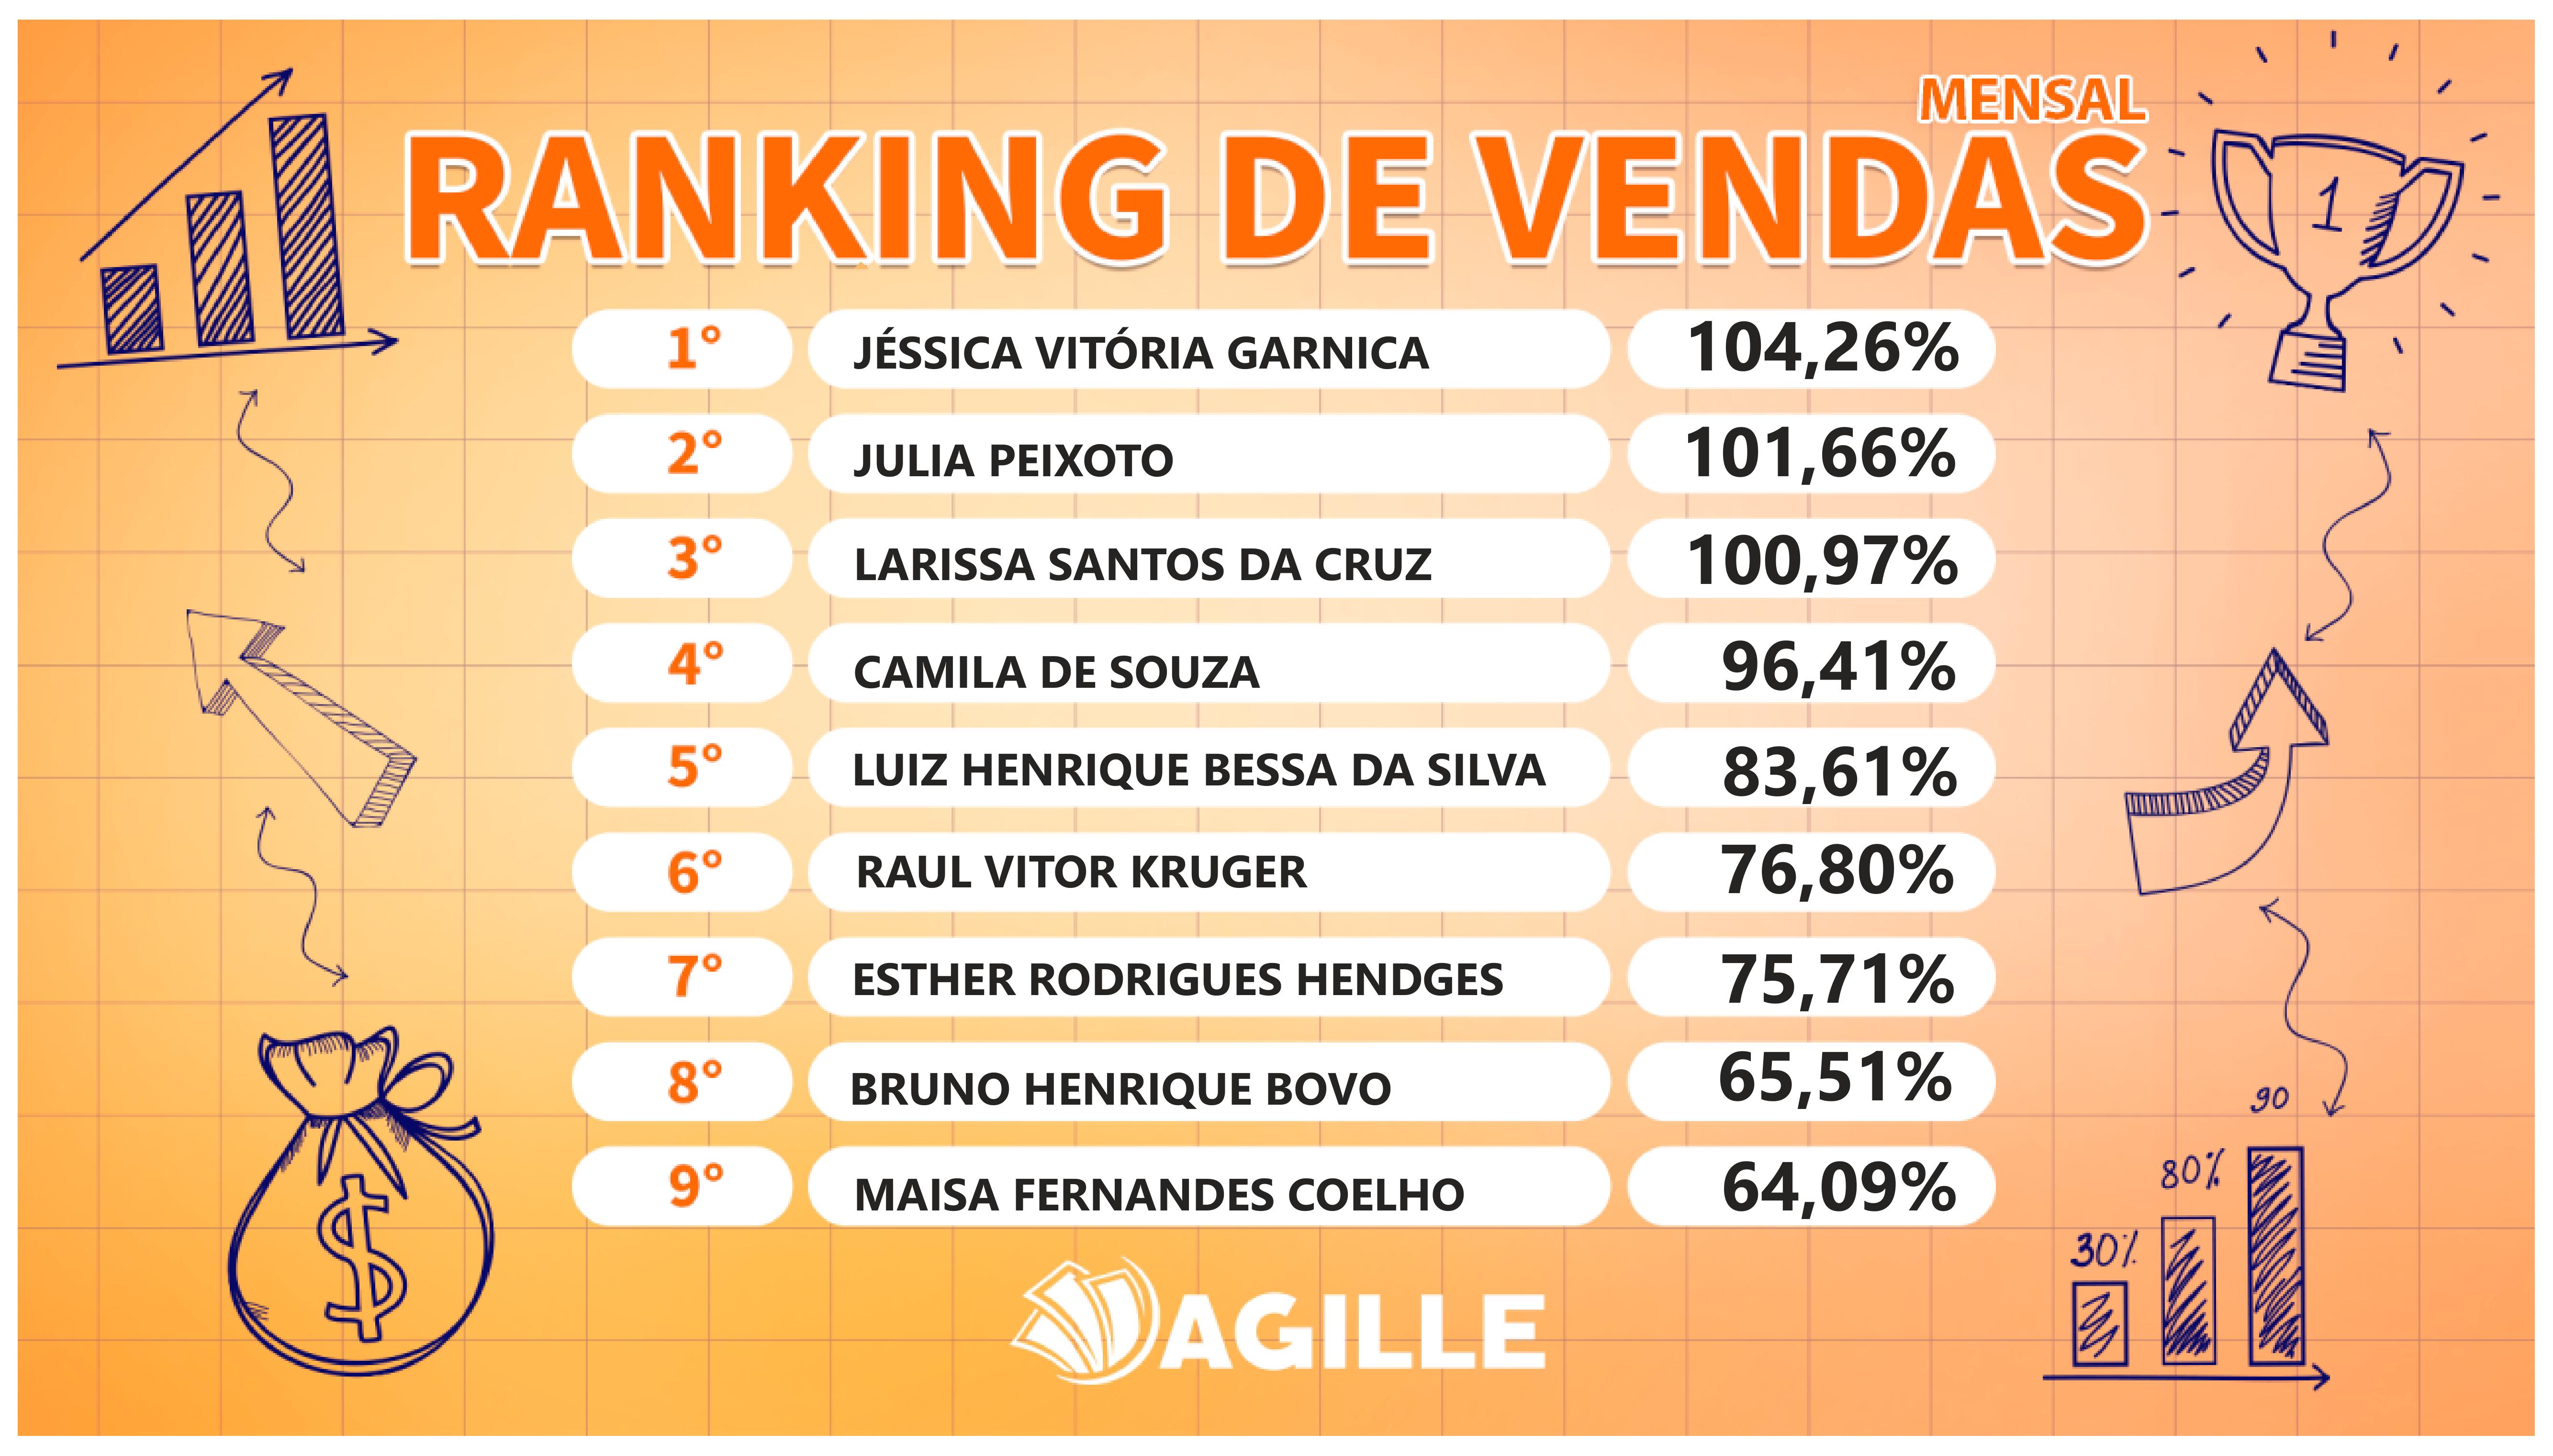 MENSAL
RANKING DE VENDAS
1
1° JÉSSICA VITÓRIA GARNICA 104,26%
2° JULIA PEIXOTO 101,66%
3° LARISSA SANTOS DA CRUZ 100,97%
4° CAMILA DE SOUZA 96,41%
5° LUIZ HENRIQUE BESSA DA SILVA 83,61%
6° RAUL VITOR KRUGER 76,80%
7° ESTHER RODRIGUES HENDGES 75,71%
8° BRUNO HENRIQUE BOVO 65,51%
9° MAISA FERNANDES COELHO 64,09%
$
90
80%
30%
AGILLE